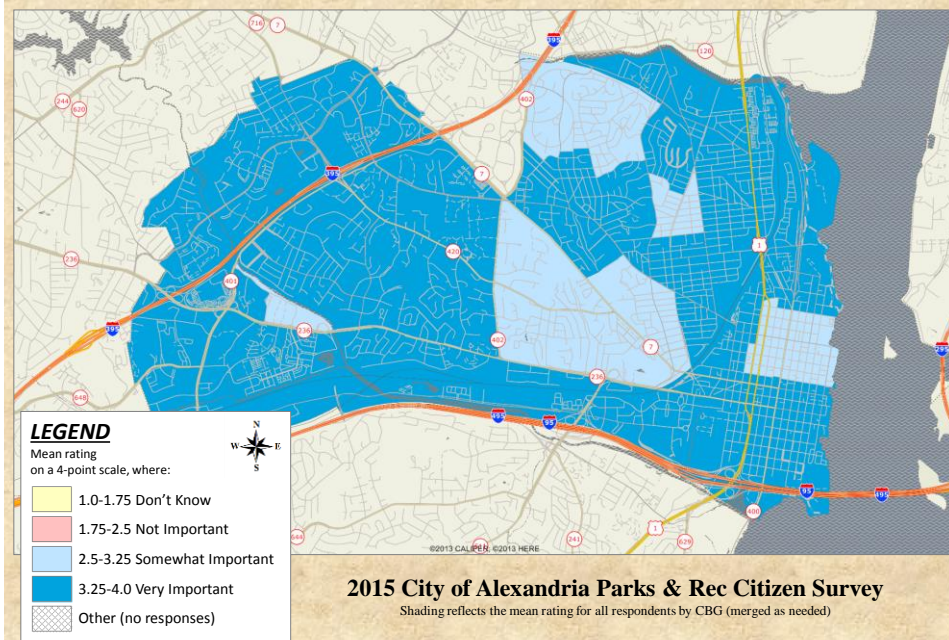 716
7
395
120
244
620
402
7
395
236
420
1
401
236
395
402
7
236
295
648
495
95
95
495
400
1
644
241
629
©2013 CALIPER, ©2013 HERE
LEGEND
Mean rating
on a 4-point scale, where:
N
W E
S
1.0-1.75 Don't Know
1.75-2.5 Not Important
2.5-3.25 Somewhat Important
3.25-4.0 Very Important
Other (no responses)
2015 City of Alexandria Parks & Rec Citizen Survey
Shading reflects the mean rating for all respondents by CBG (merged as needed)